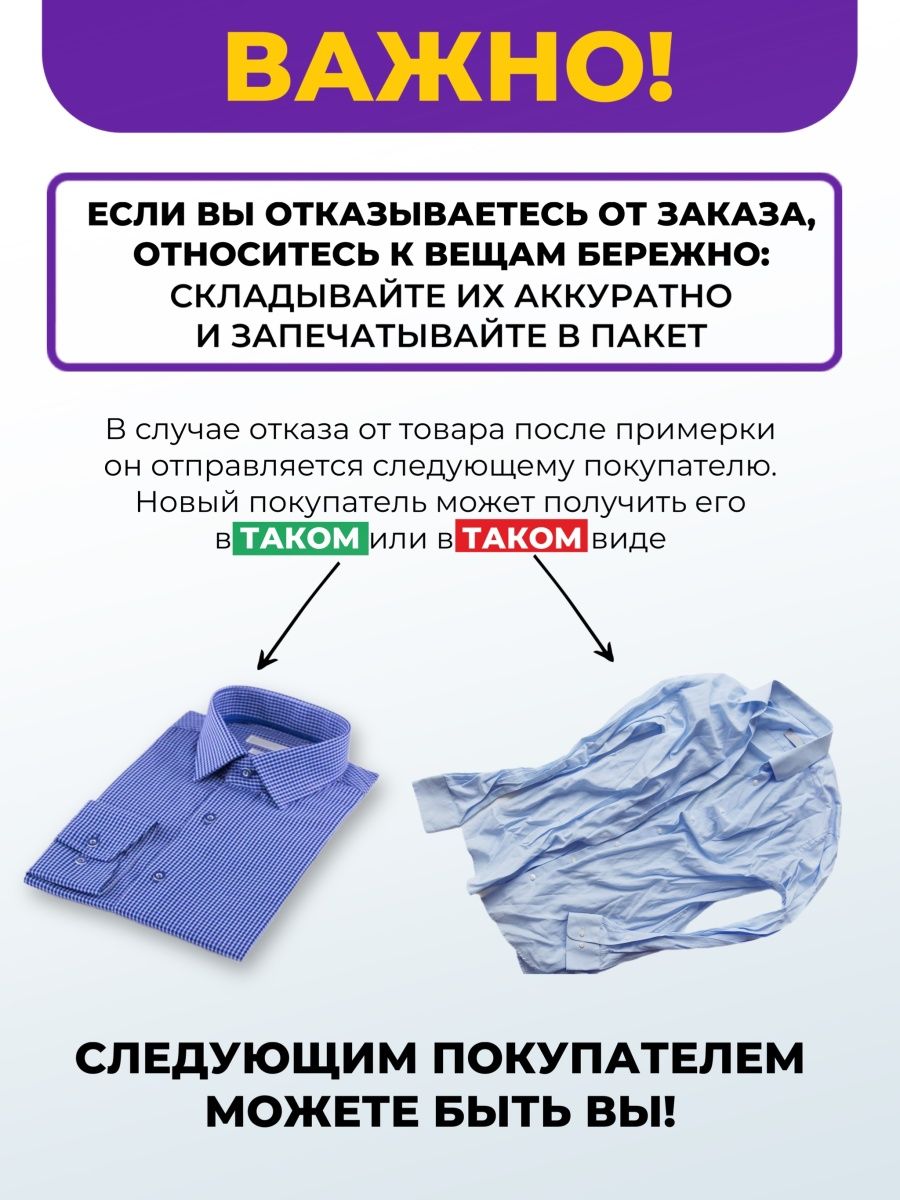 ВАЖНО!
ЕСЛИ ВЫ ОТКАЗЫВАЕТЕСЬ ОТ ЗАКАЗА,
ОТНОСИТЕСЬ К ВЕЩАМ БЕРЕЖНО:
СКЛАДЫВАЙТЕ ИХ АККУРАТНО
И ЗАПЕЧАТЫВАЙТЕ В ПАКЕТ
В случае отказа от товара после примерки
он отправляется следующему покупателю.
Новый покупатель может получить его
в ТАКОМ или в ТАКОМ виде
СЛЕДУЮЩИМ ПОКУПАТЕЛЕМ
МОЖЕТЕ БЫТЬ ВЫ!